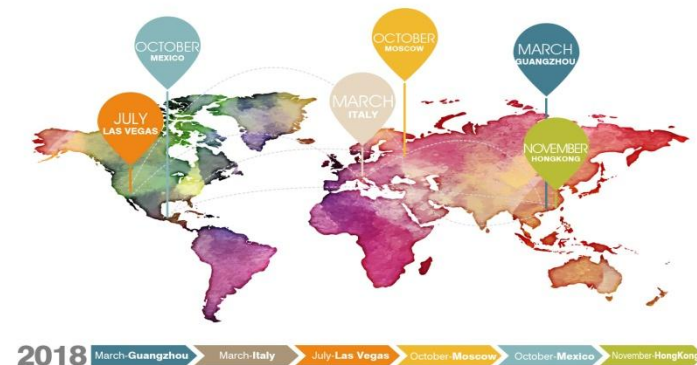 OCTOBER
MEXICO
OCTOBER
MOSCOW
MARCH
GUANGZHOU
JULY
LAS VEGAS
MARCH
ITALY
NOVEMBER
HONGKONG
2018 March-Guangzhou March-Italy July-Las Vegas October-Moscow October-Mexico November-HongKong